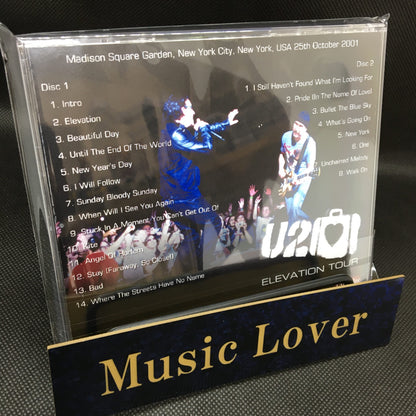 Madison Square Garden, New York City, New York, USA 25th October 2001
Disc 1
1. Intro
2. Elevation
3. Beautiful Day
4. Until The End Of The World
5. New Year's Day
6. I Will Follow
7. Sunday Bloody Sunday
8. When Will I See You Again
9. Stuck In A Moment You Can't Get Out Of
10. Kite
11. Angel Of Harlem
12. Stay (Faraway, So Close!)
13. Bad
14. Where The Streets Have No Name
Disc 2
1. I Still Haven't Found What I'm Looking For
2. Pride (In The Name Of Love)
3. Bullet The Blue Sky
4. What's Going On
5. New York
6. One
7. Unchained Melody
8. Walk On
U2
ELEVATION TOUR
Music Lover